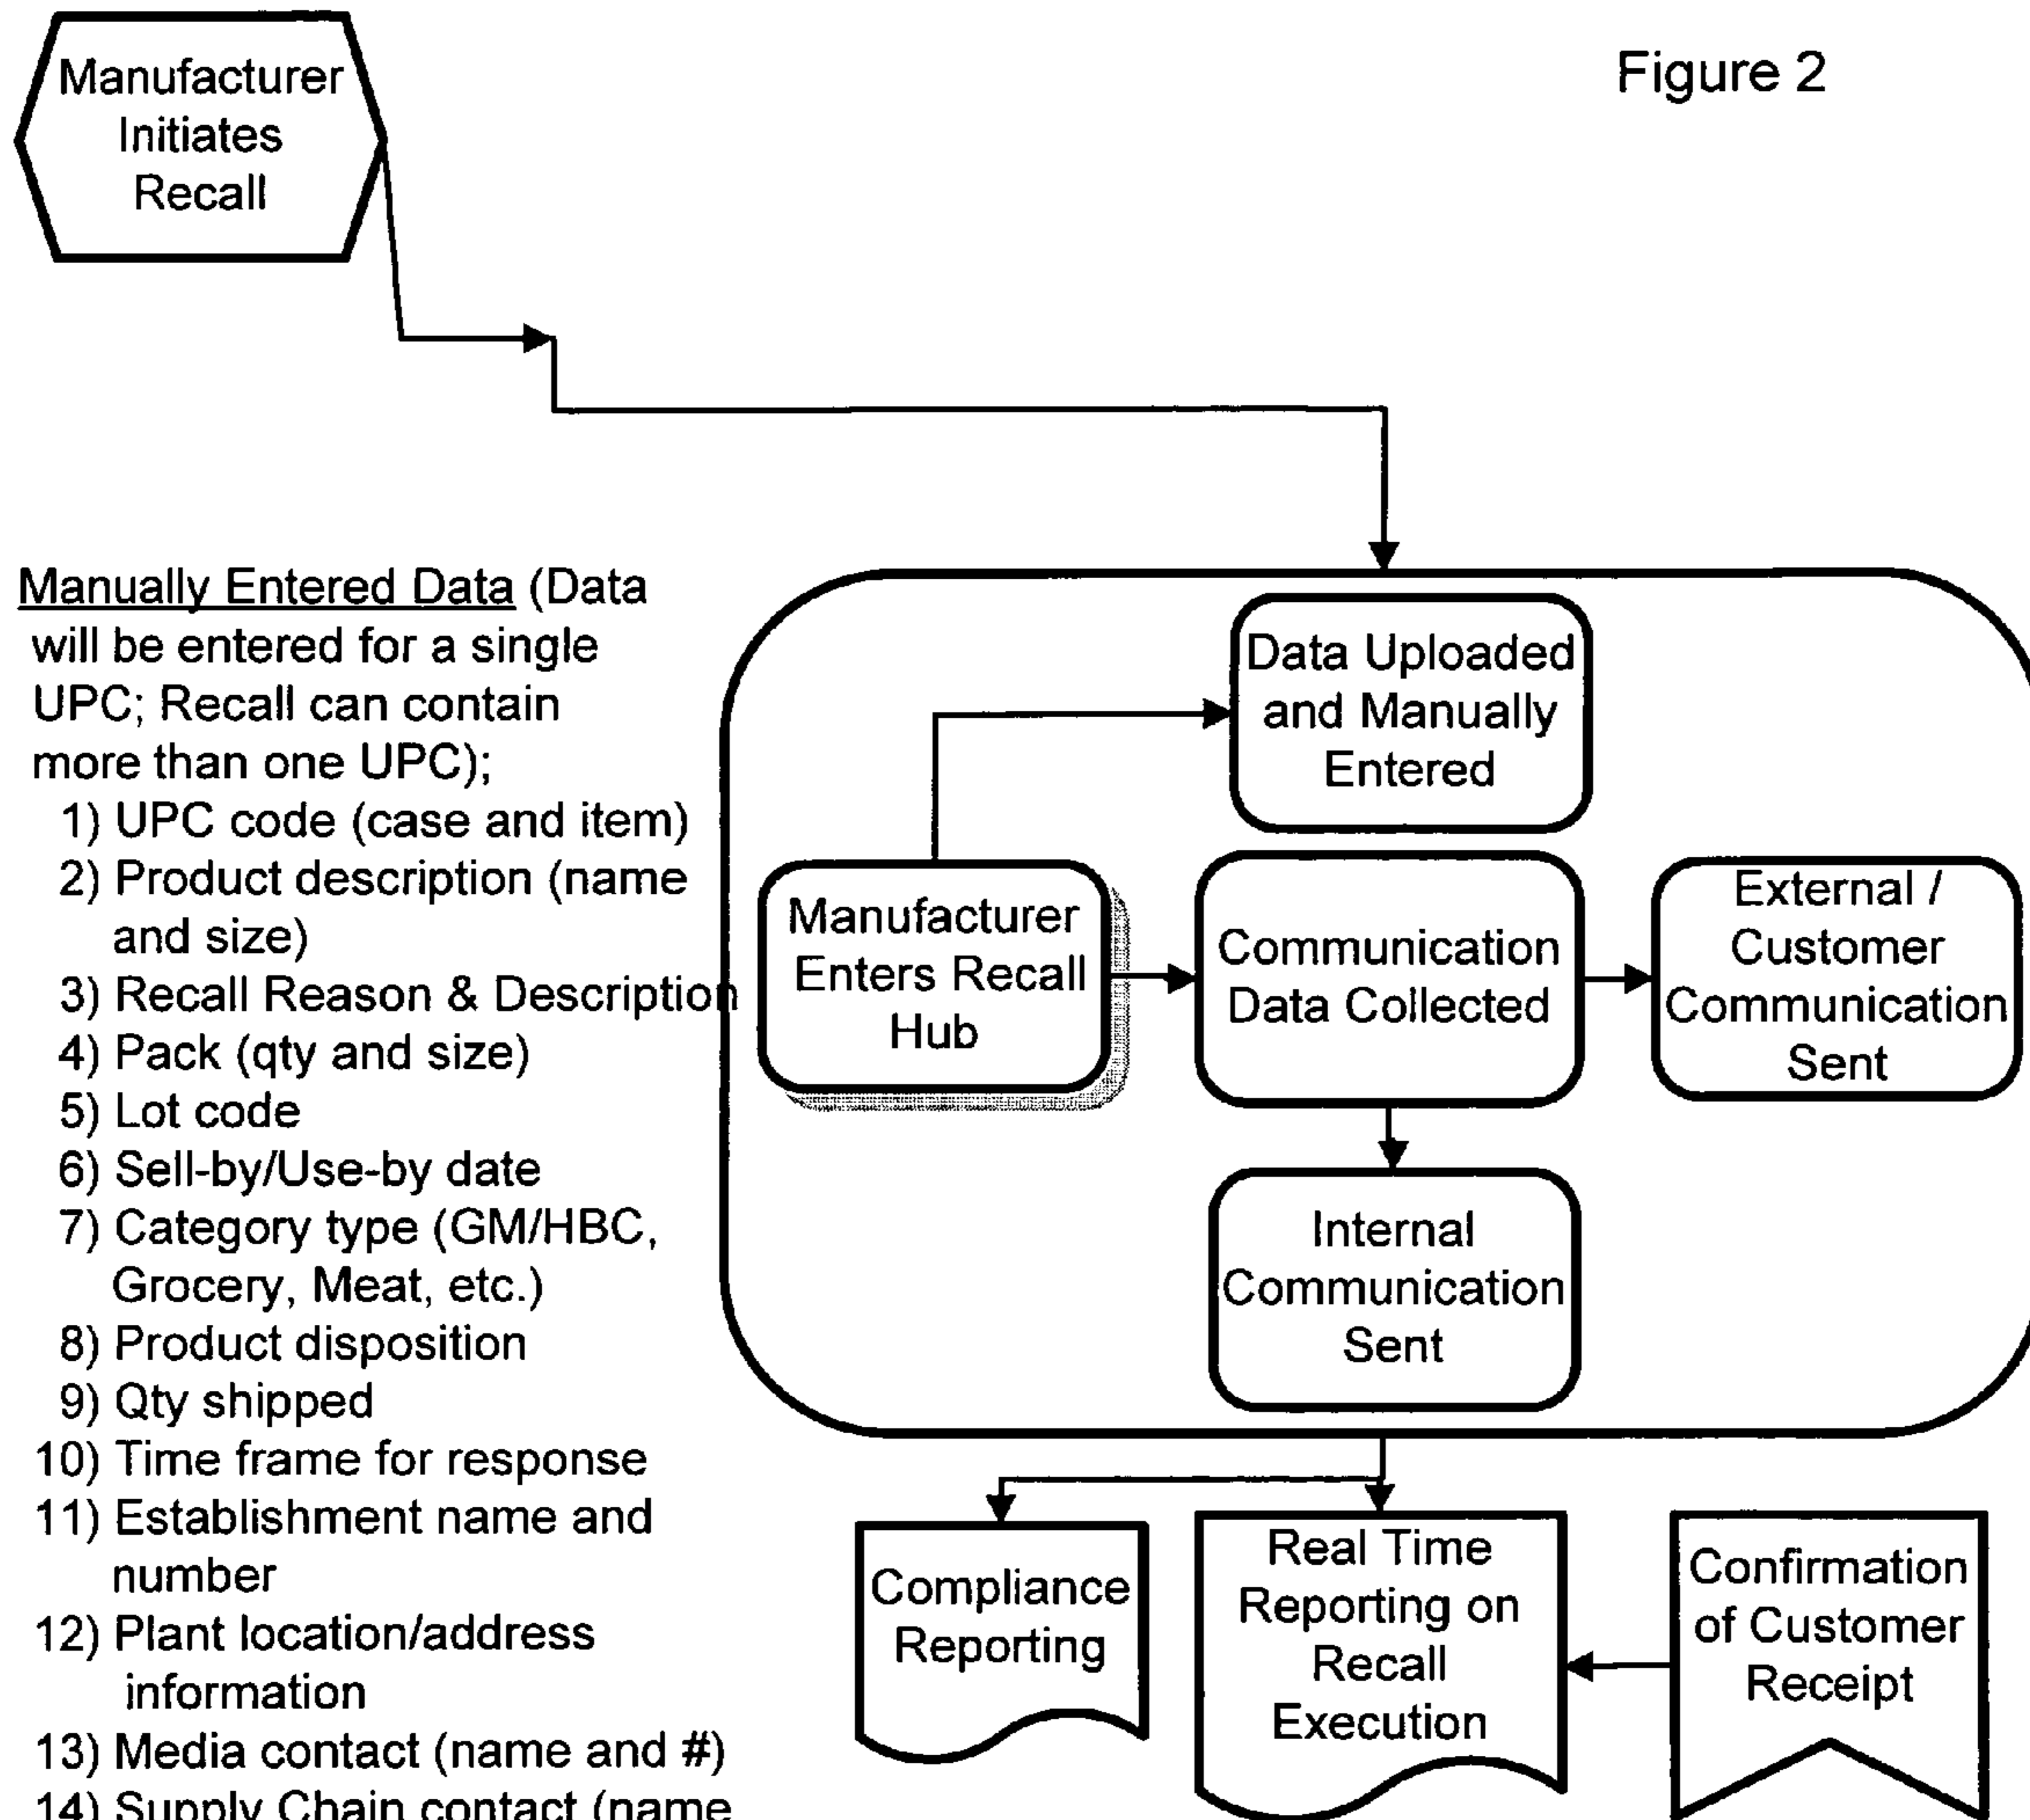 Manufacturer
Initiates
Recall
Figure 2
Manually Entered Data (Data
will be entered for a single
UPC; Recall can contain
more than one UPC);
1) UPC code (case and item)
2) Product description (name
and size)
3) Recall Reason & Description
4) Pack (qty and size)
5) Lot code
6) Sell-by/Use-by date
7) Category type (GM/HBC,
Grocery, Meat, etc.)
8) Product disposition
9) Qty shipped
10) Time frame for response
11) Establishment name and
number
12) Plant location/address
information
13) Media contact (name and #)
14) Supply Chain contact (name
Data Uploaded
and Manually
Entered
Manufacturer
Enters Recall
Hub
Communication
Data Collected
External /
Customer
Communication
Sent
Internal
Communication
Sent
Compliance
Reporting
Real Time
Reporting on
Recall
Execution
Confirmation
of Customer
Receipt